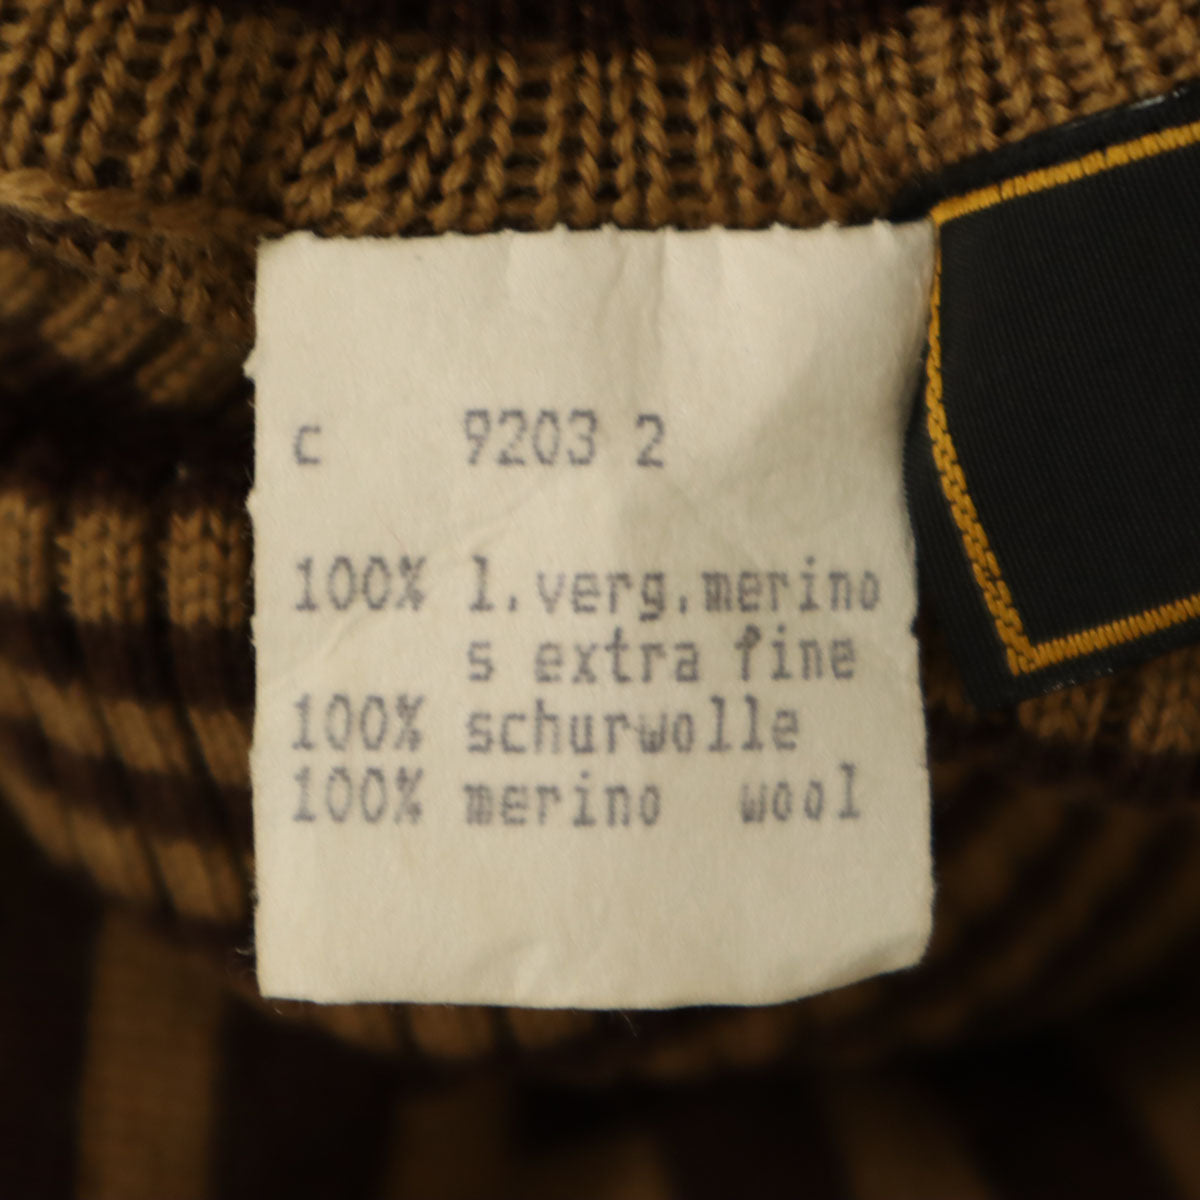 c 9203 2
100% l.verg.merino
s extra fine
100% schurwolle
100% merino wool